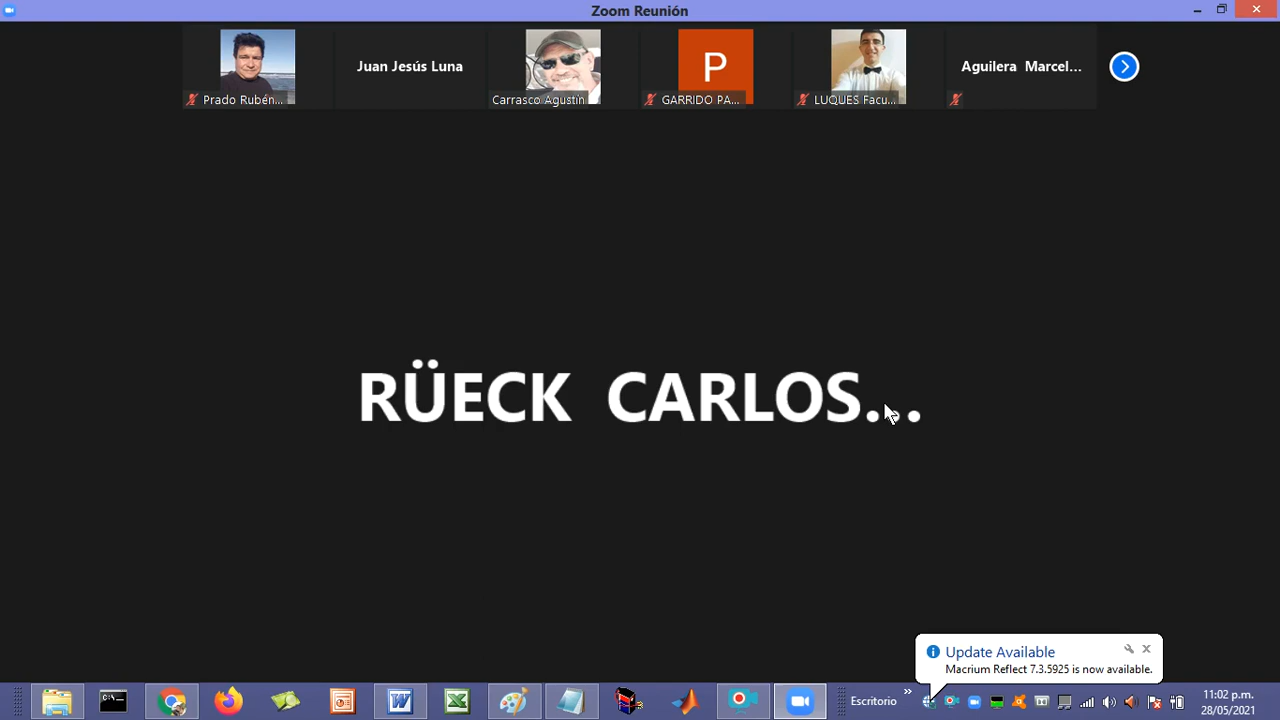 Zoom Reunión
Juan Jesús Luna
P
Aguilera Marcel...
Prado Rubén...
Carrasco Agustin
GARRIDO PA...
LUQUES Facu...
RÜECK CARLOS...
Update Available
Macrium Reflect 7.3.5925 is now available.
Escritorio
11:02 p.m.
28/05/2021